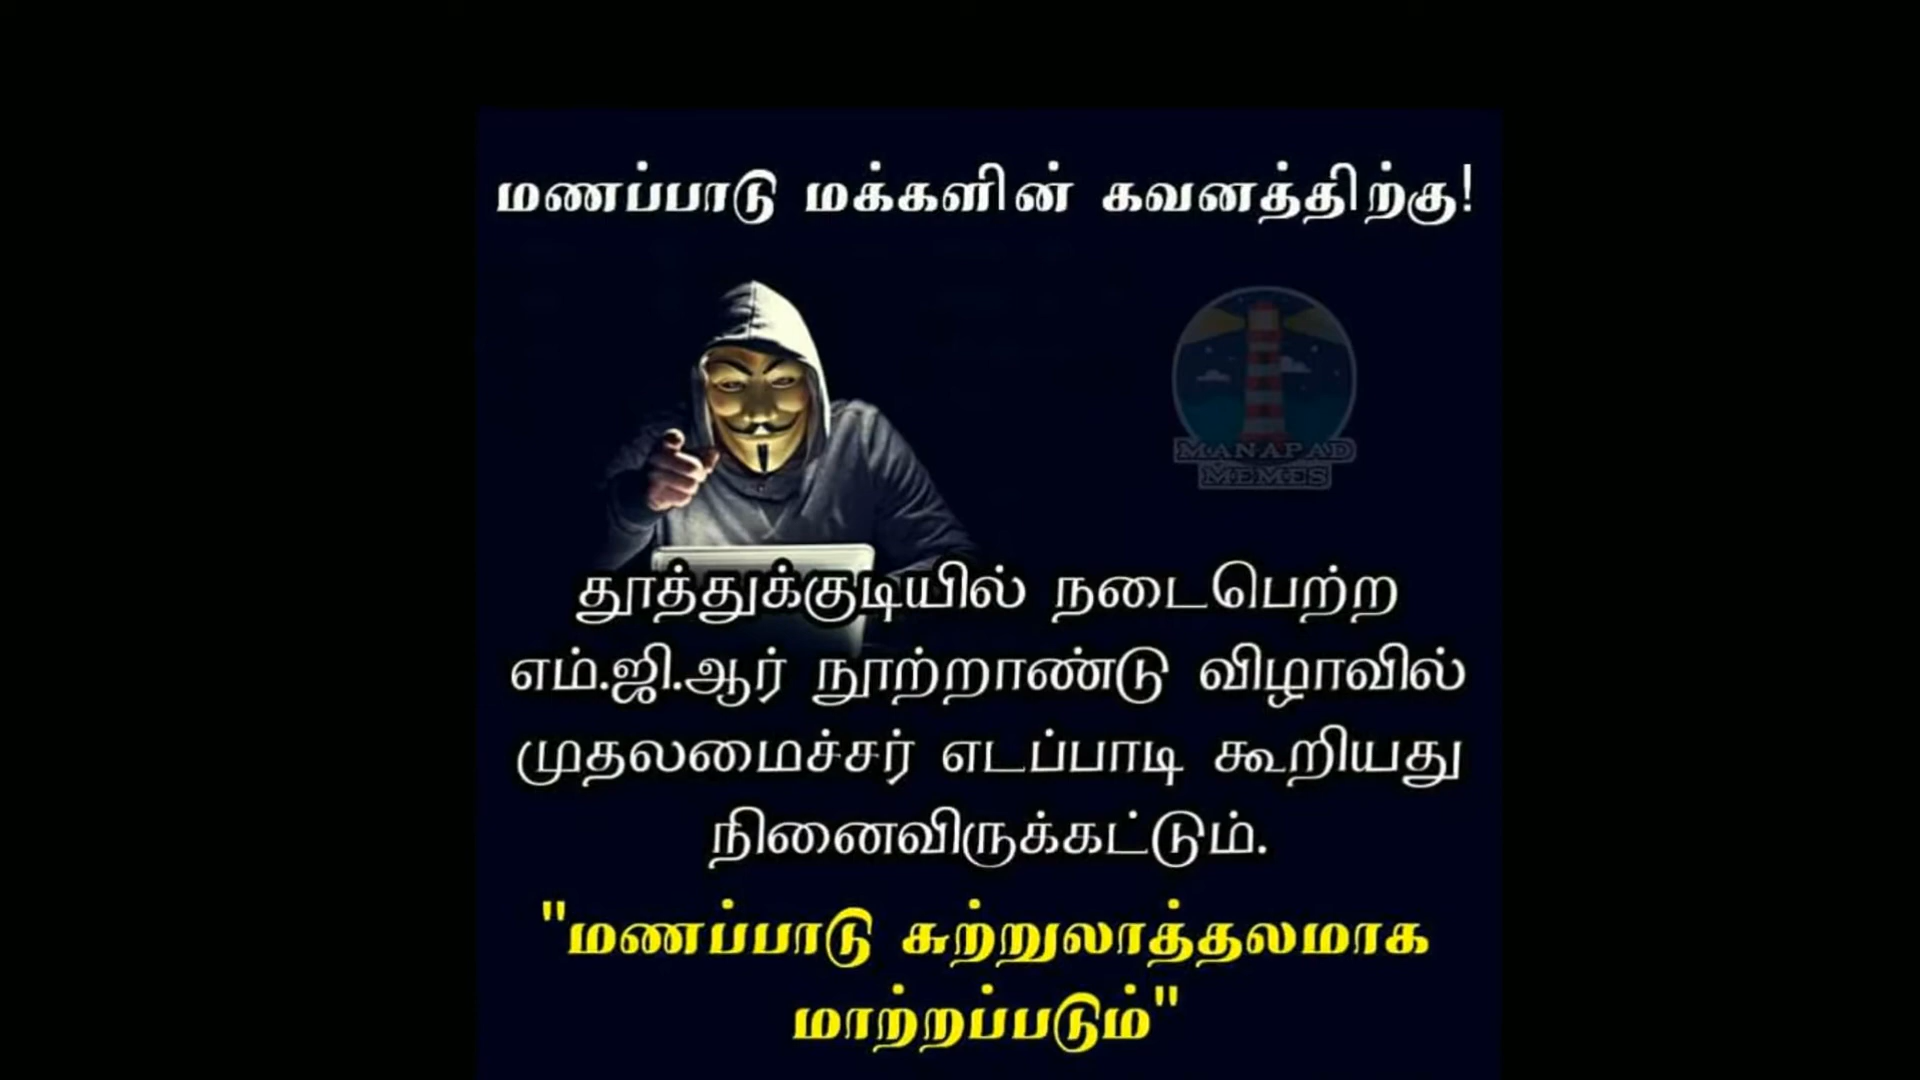 மணப்பாடு மக்களின் கவனத்திற்கு!
MANAPAD
MEMES
தூத்துக்குடியில் நடைபெற்ற
எம்.ஜி.ஆர் நூற்றாண்டு விழாவில்
முதலமைச்சர் எடப்பாடி கூறியது
நினைவிருக்கட்டும்.
"மணப்பாடு சுற்றுலாத்தலமாக
மாற்றப்படும்"